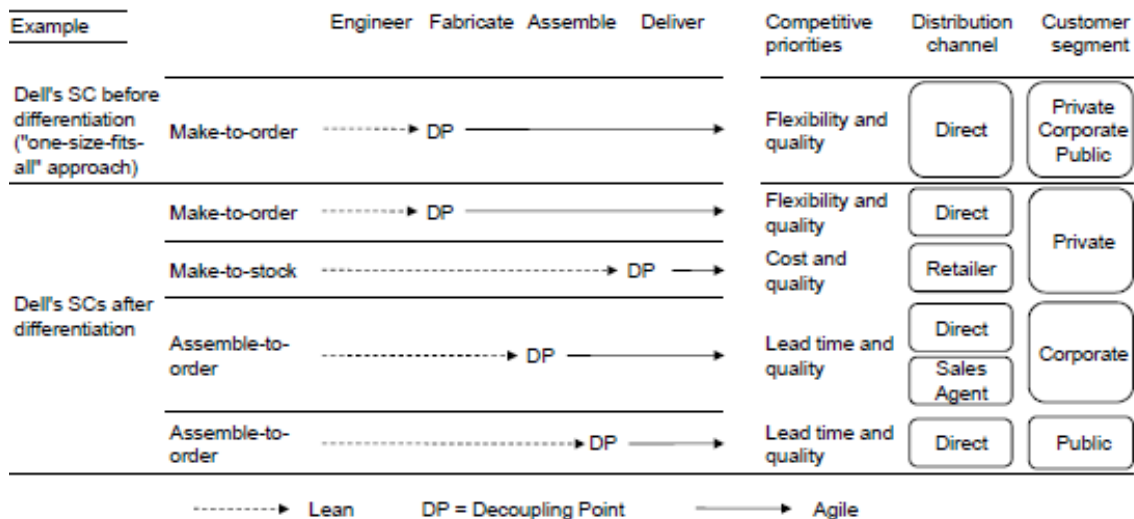 Example Engineer Fabricate Assemble Deliver Competitive priorities Distribution channel Customer segment
Dell's SC before
differentiation
("one-size-fits-
all" approach)
Make-to-order
DP
Flexibility and
quality
Direct
Private
Corporate
Public
Dell's SCs after
differentiation
Make-to-order
DP
Flexibility and
quality
Direct
Private
Make-to-stock
DP
Cost and
quality
Retailer
Assemble-to-
order
DP
Lead time and
quality
Direct
Sales
Agent
Corporate
Assemble-to-
order
DP
Lead time and
quality
Direct
Public
Lean DP = Decoupling Point Agile